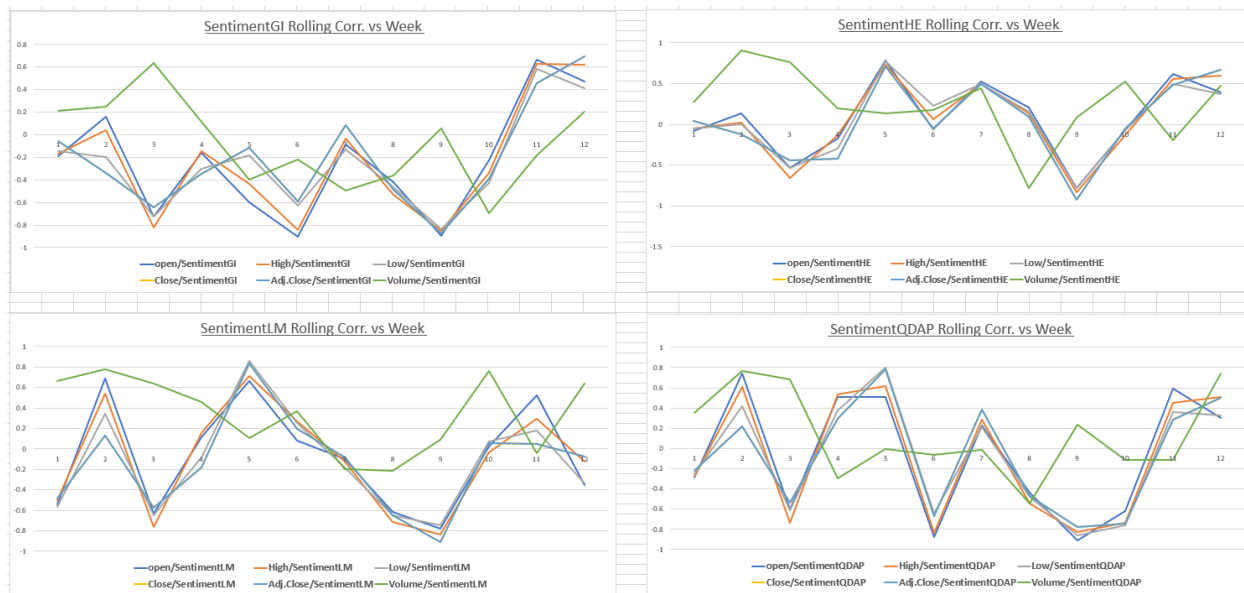 SentimentGI Rolling Corr. vs Week
0.8
0.6
0.4
0.2
0
-0.2
-0.4
-0.6
-0.8
-1
1 2 3 4 5 6 7 8 9 10 11 12
open/SentimentGI High/SentimentGI Low/SentimentGI
Close/SentimentGI Adj.Close/SentimentGI Volume/SentimentGI
SentimentHE Rolling Corr. vs Week
1
0.5
0
-0.5
-1
-1.5
1 2 3 4 5 6 7 8 9 10 11 12
open/SentimentHE High/SentimentHE Low/SentimentHE
Close/SentimentHE Adj.Close/SentimentHE Volume/SentimentHE
SentimentLM Rolling Corr. vs Week
1
0.8
0.6
0.4
0.2
0
-0.2
-0.4
-0.6
-0.8
-1
1 2 3 4 5 6 7 8 9 10 11 12
open/SentimentLM High/SentimentLM Low/SentimentLM
Close/SentimentLM Adj.Close/SentimentLM Volume/SentimentLM
SentimentQDAP Rolling Corr. vs Week
1
0.8
0.6
0.4
0.2
0
-0.2
-0.4
-0.6
-0.8
-1
1 2 3 4 5 6 7 8 9 10 11 12
open/SentimentQDAP High/SentimentQDAP Low/SentimentQDAP
Close/SentimentQDAP Adj.Close/SentimentQDAP Volume/SentimentQDAP